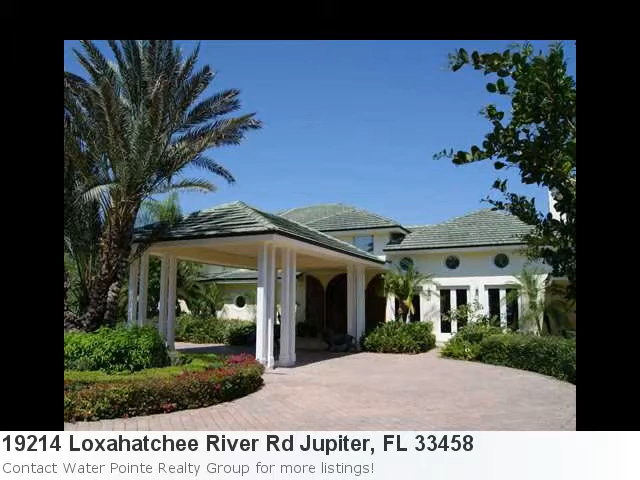 19214 Loxahatchee River Rd Jupiter, FL 33458
Contact Water Pointe Realty Group for more listings!